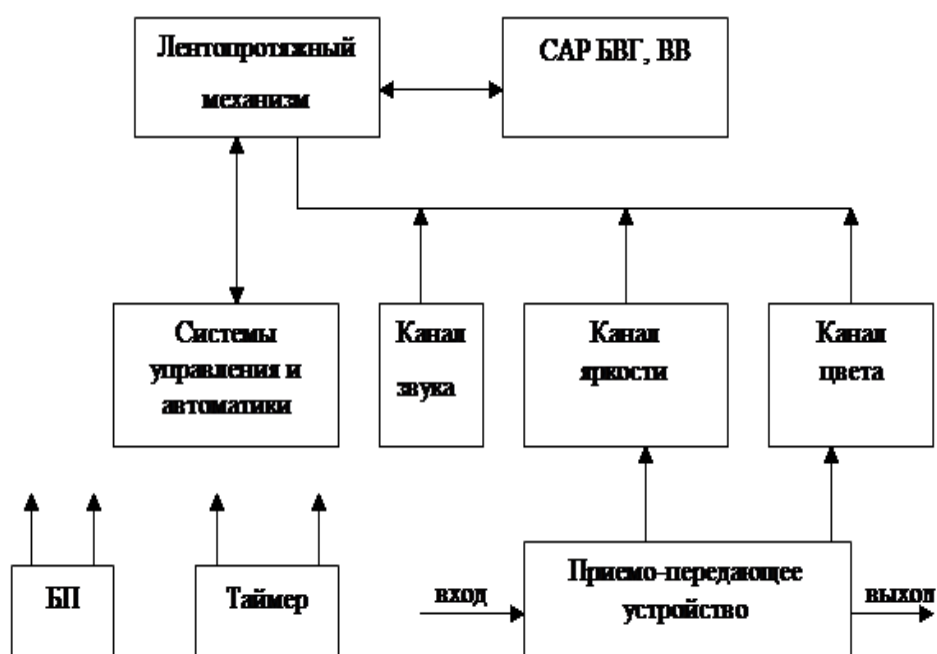 Лентопротяжный
механизм
САР БВГ, ВВ
Системы
управления и
автоматики
Канал
звука
Канал
яркости
Канал
цвета
БП
Таймер
вход
Приемо-передающее
устройство
выход